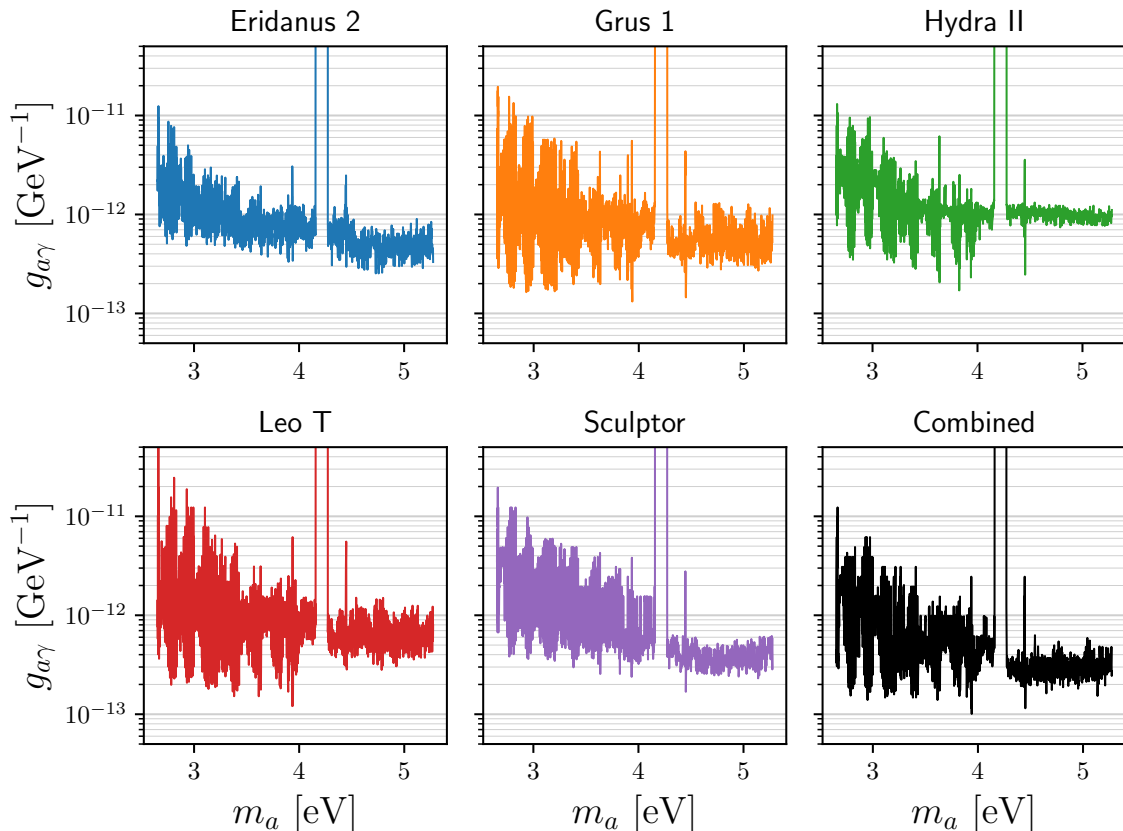 Eridanus 2
Grus 1
Hydra II
g_{aγ} [GeV⁻¹]
10⁻¹¹
10⁻¹²
10⁻¹³
3 4 5
3 4 5
3 4 5
Leo T
Sculptor
Combined
g_{aγ} [GeV⁻¹]
10⁻¹¹
10⁻¹²
10⁻¹³
3 4 5
3 4 5
3 4 5
m_a [eV]
m_a [eV]
m_a [eV]